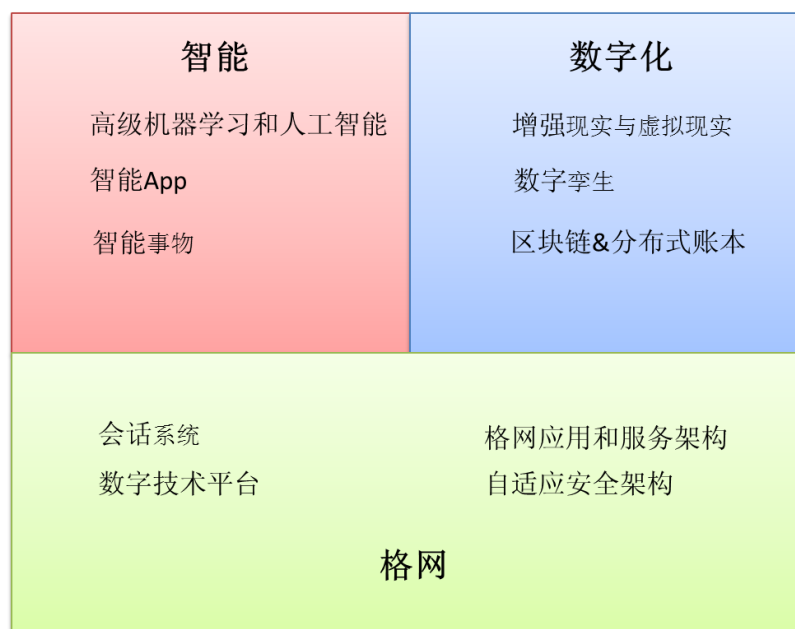 智能
高级机器学习和人工智能
智能App
智能事物
数字化
增强现实与虚拟现实
数字孪生
区块链&分布式账本
会话系统
数字技术平台
格网应用和服务架构
自适应安全架构
格网